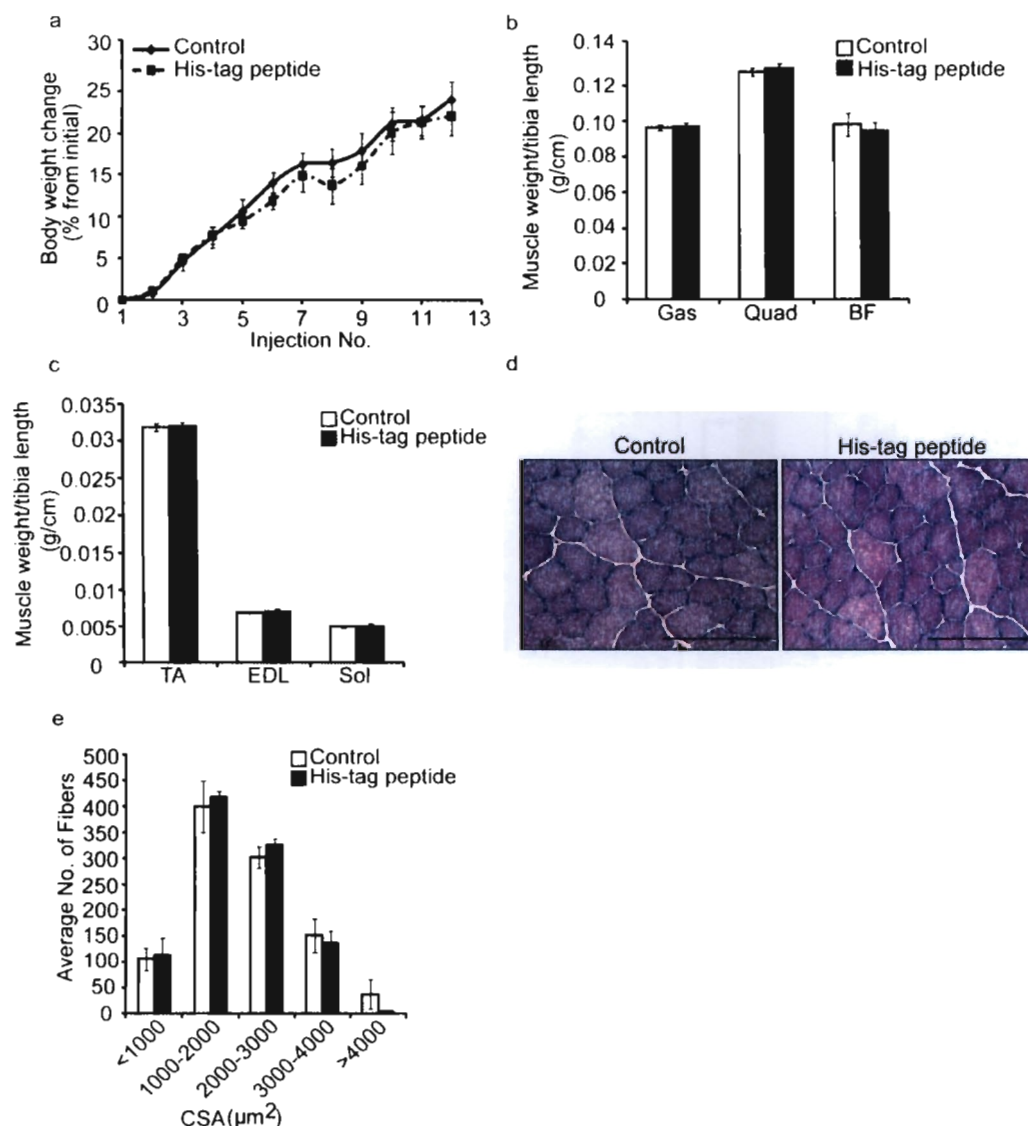 a
30
25
20
15
10
5
0
Body weight change
(% from initial)
Control
His-tag peptide
1 3 5 7 9 11 13
Injection No.
b
0.14
0.12
0.10
0.08
0.06
0.04
0.02
0
Muscle weight/tibia length
(g/cm)
Control
His-tag peptide
Gas Quad BF
c
0.035
0.03
0.025
0.02
0.015
0.01
0.005
0
Muscle weight/tibia length
(g/cm)
Control
His-tag peptide
TA EDL Sol
d
Control His-tag peptide
e
500
450
400
350
300
250
200
150
100
50
0
Average No. of Fibers
Control
His-tag peptide
<1000
1000-2000
2000-3000
3000-4000
>4000
CSA(µm²)